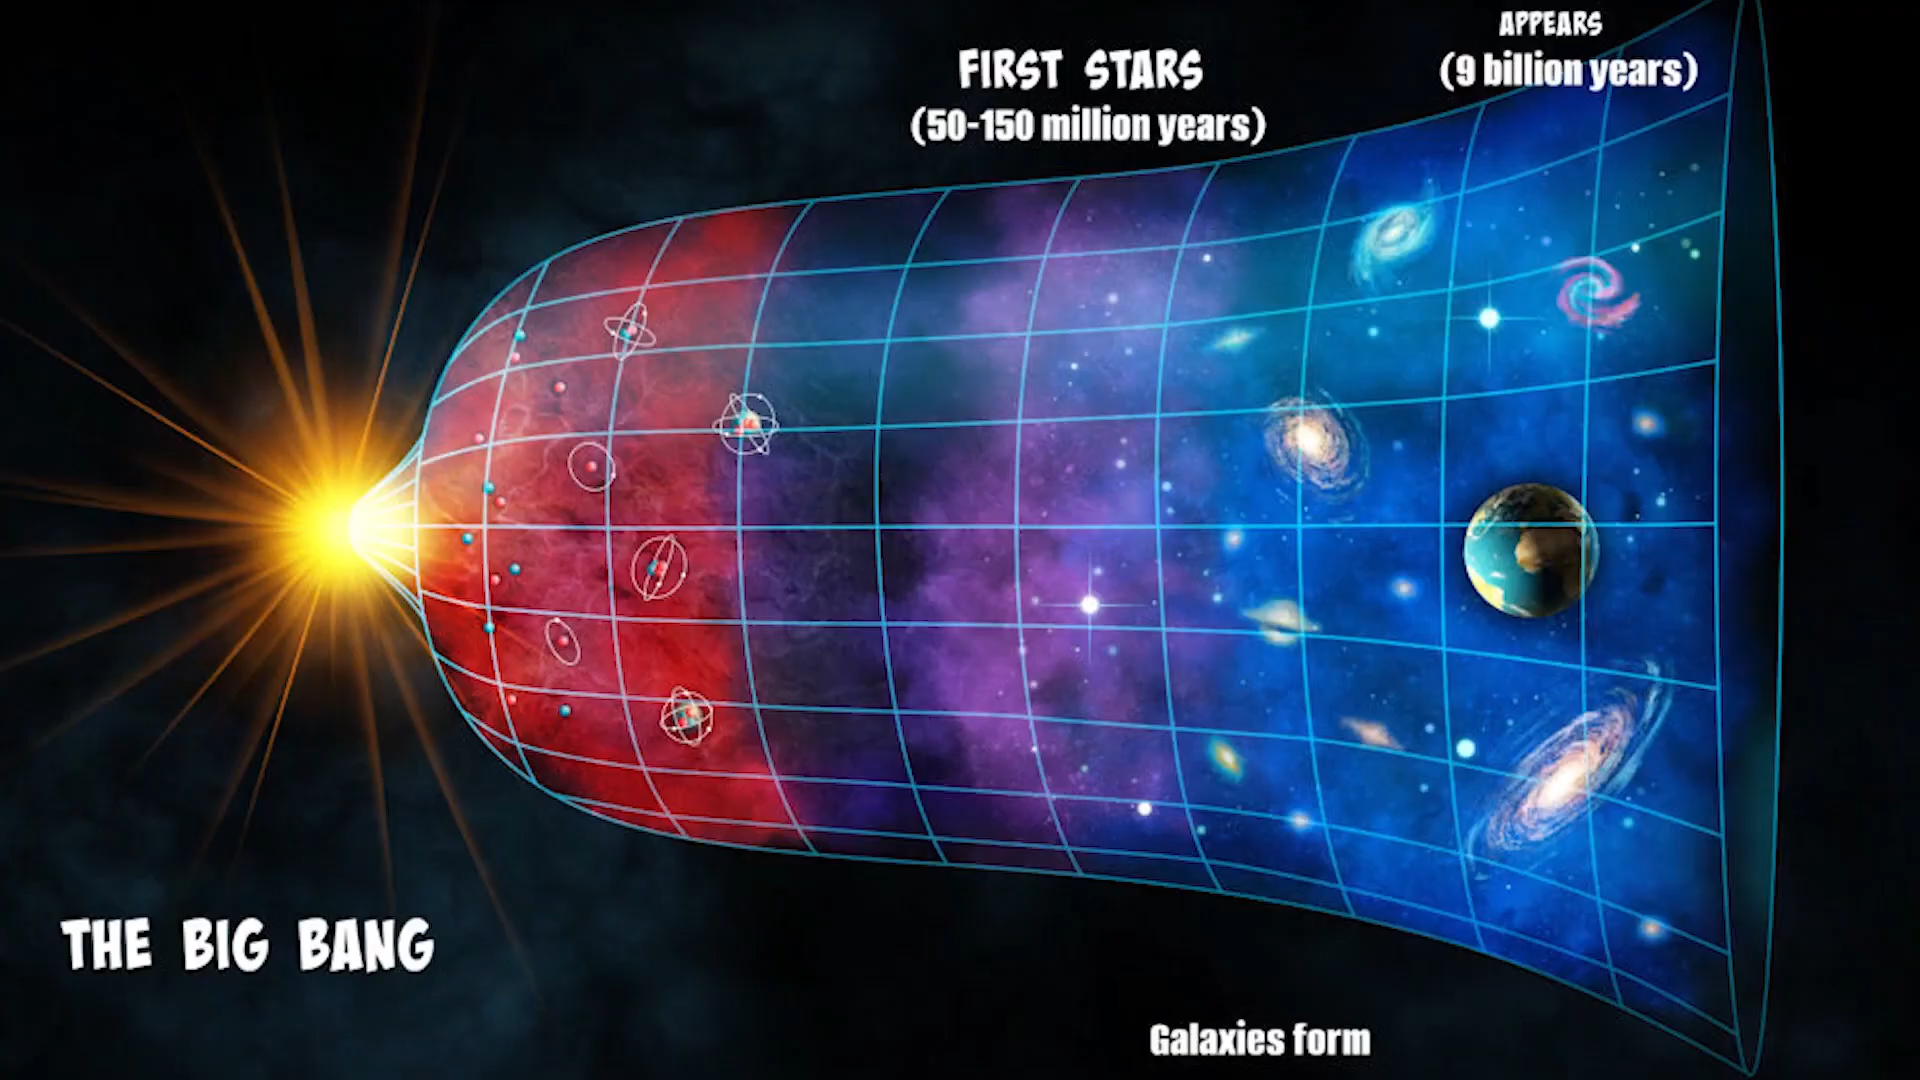 APPEARS
(9 billion years)
FIRST STARS
(50-150 million years)
THE BIG BANG
Galaxies form